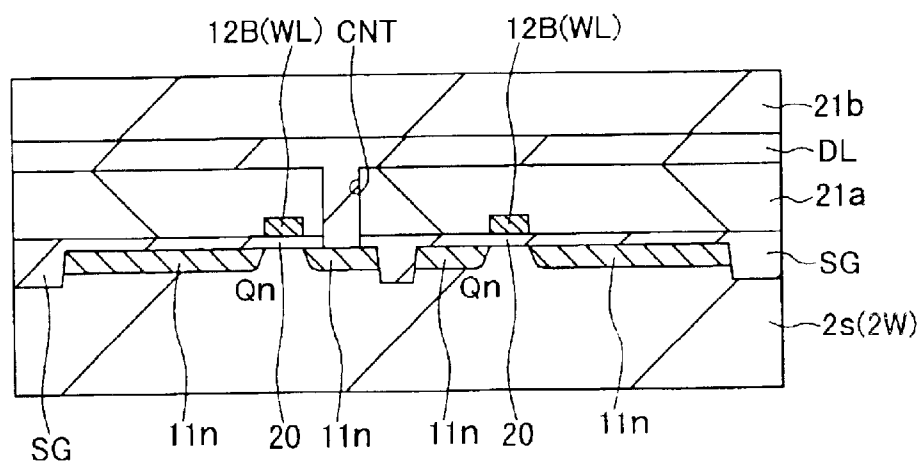 12B(WL) CNT 12B(WL)
21b
DL
21a
SG
Qn Qn
2s(2W)
SG 11n 20 11n 11n 20 11n